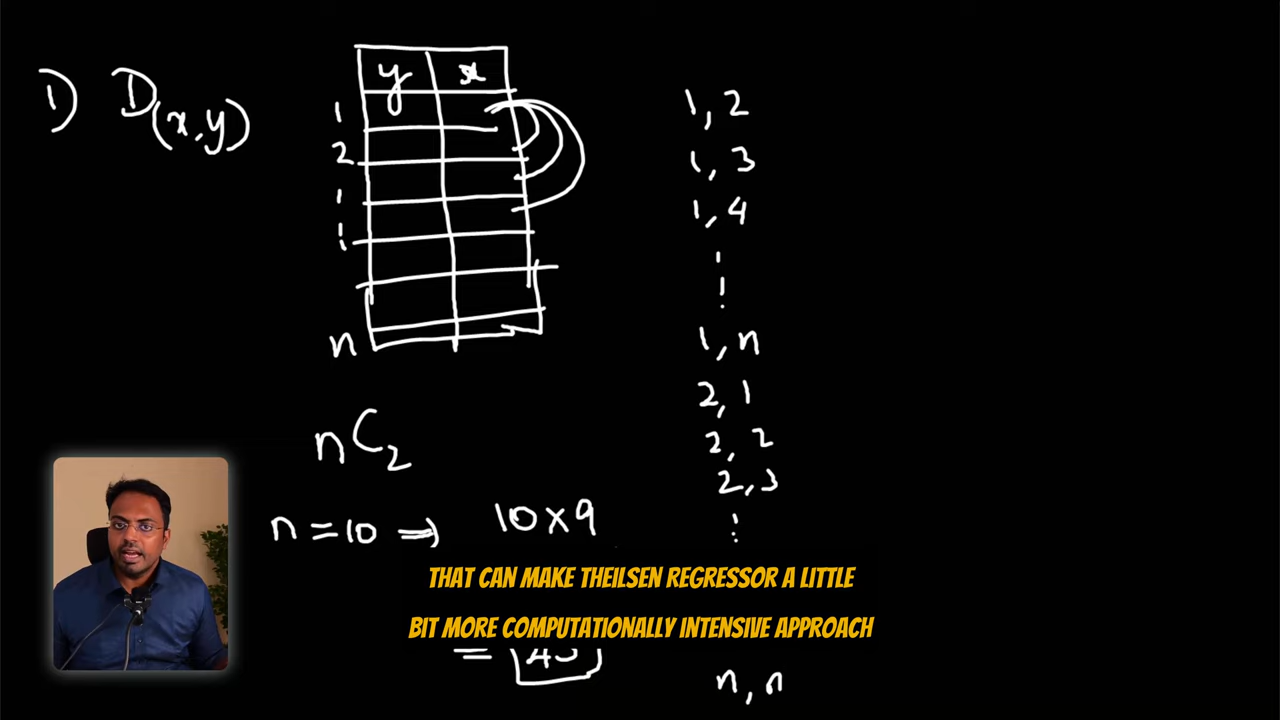 1) D(x,y)
y x
1
2
n
nC2
n = 10 ⇒ 10×9
= 45
1, 2
1, 3
1, 4
1, n
2, 1
2, 2
2, 3
n, n
THAT CAN MAKE THEILSEN REGRESSOR A LITTLE
BIT MORE COMPUTATIONALLY INTENSIVE APPROACH